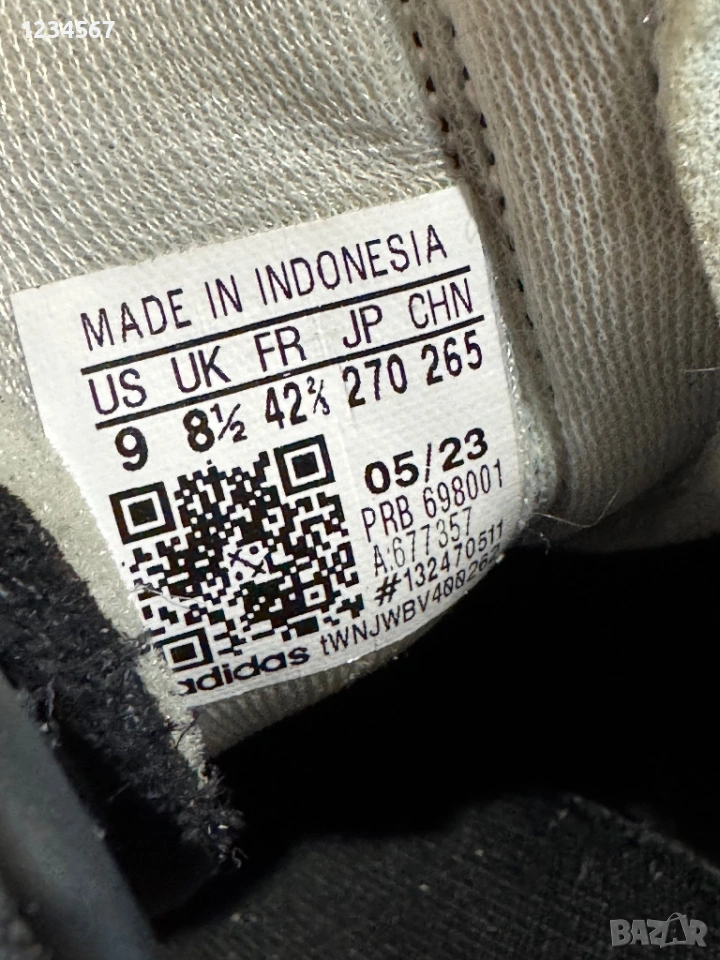 1234567
MADE IN INDONESIA
US UK FR JP CHN
9 8½ 42⅔ 270 265
05/23
PRB 698001
A:677357
#132470511
tWNJWBV400262
adidas
BAZAR